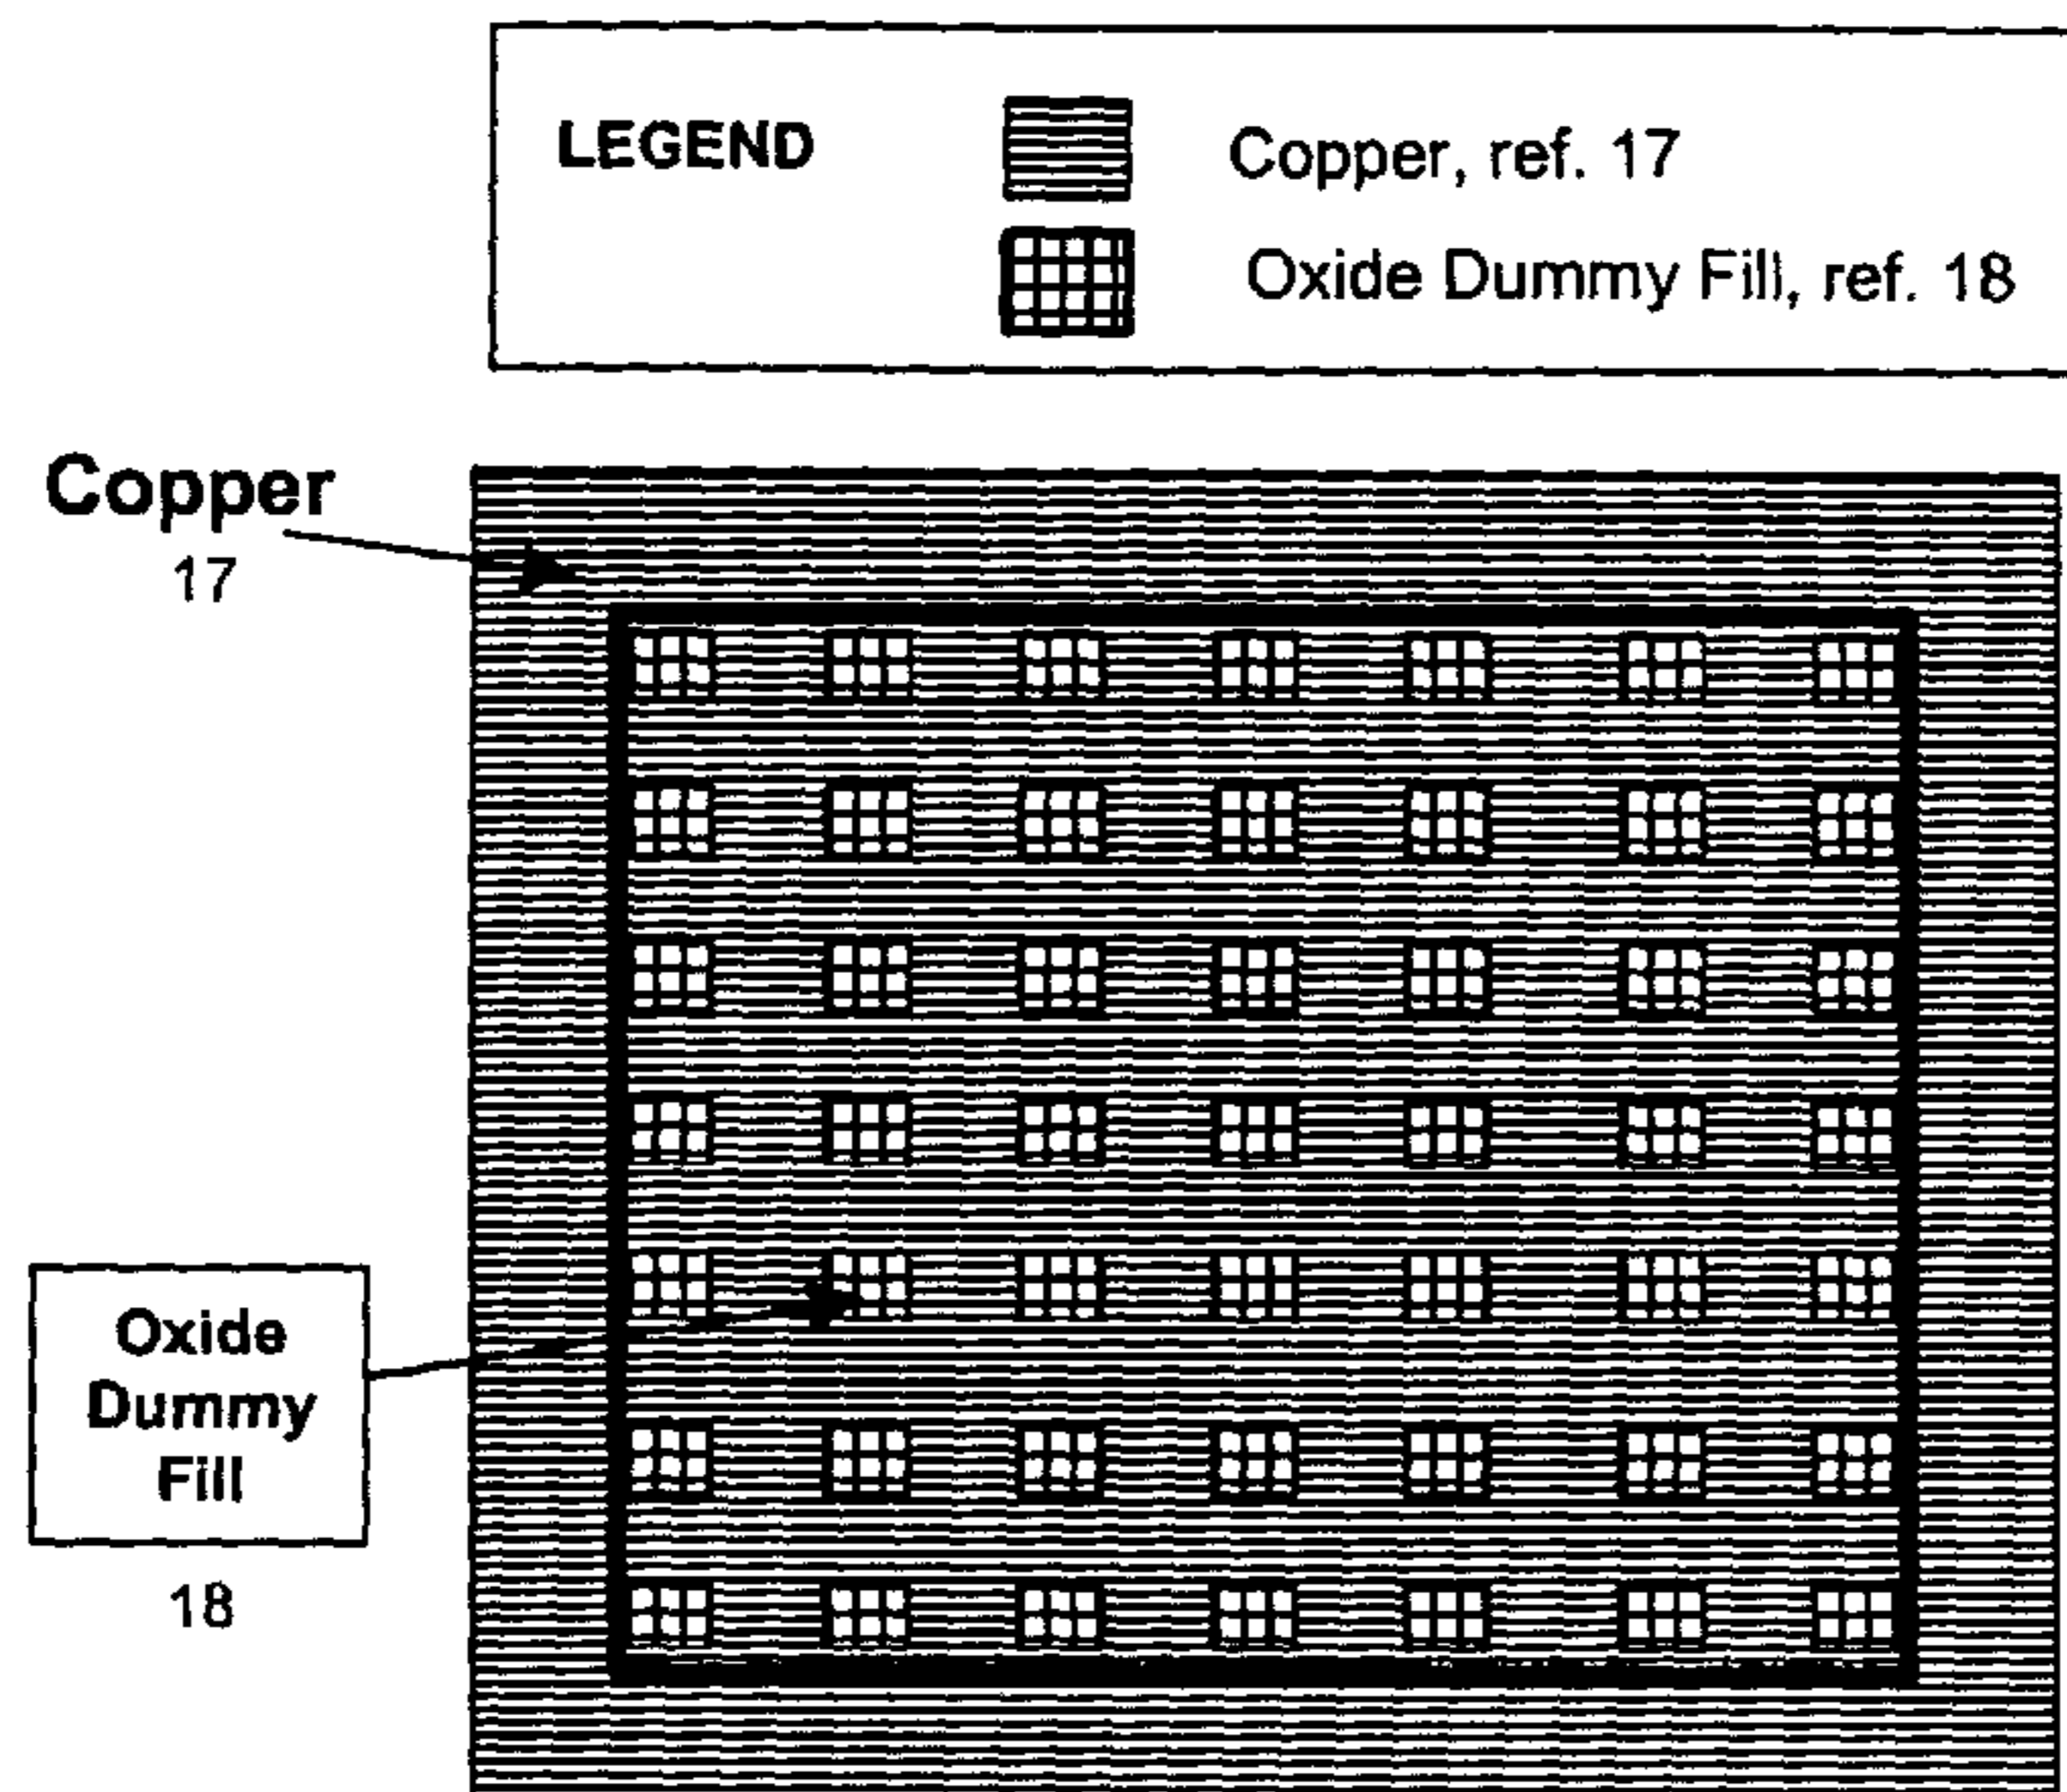 LEGEND
Copper, ref. 17
Oxide Dummy Fill, ref. 18
Copper
17
Oxide
Dummy
Fill
18